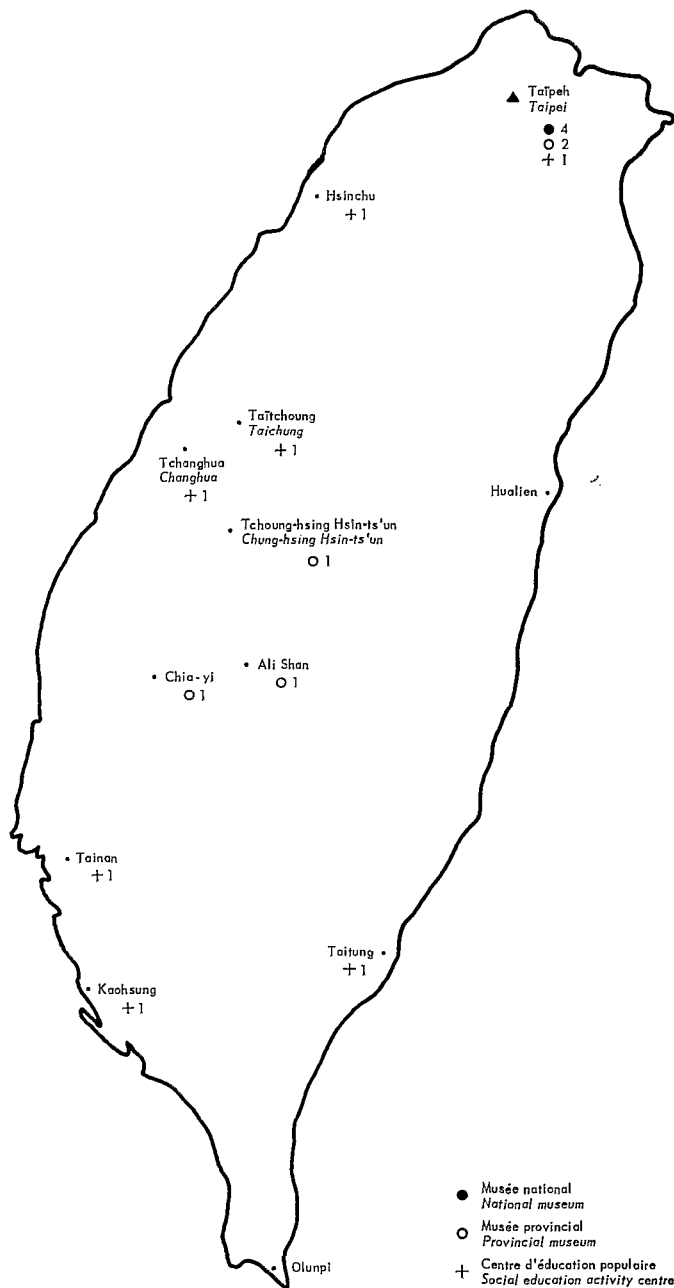 Taïpeh
Taipei
4
2
1
Hsinchu
1
Taïtchoung
Taichung
1
Tchanghua
Changhua
1
Hualien
Tchoung-hsing Hsin-ts'un
Chung-hsing Hsin-ts'un
1
Chia-yi
1
Ali Shan
1
Tainan
1
Taitung
1
Kaohsung
1
Musée national
National museum
Musée provincial
Provincial museum
Centre d'éducation populaire
Social education activity centre
Olunpi